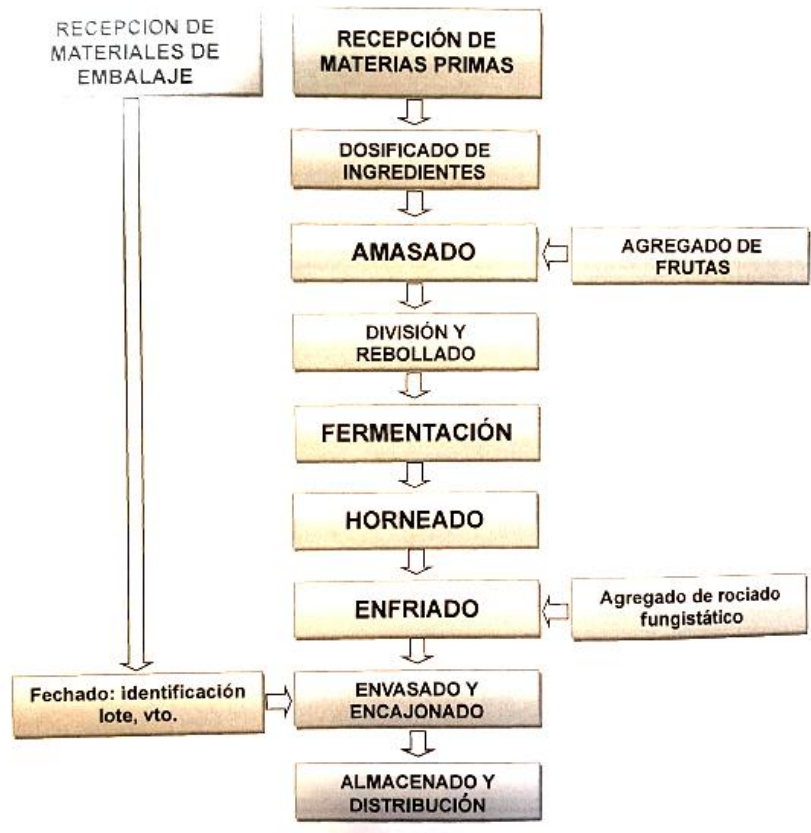 RECEPCION DE
MATERIALES DE
EMBALAJE
RECEPCIÓN DE
MATERIAS PRIMAS
DOSIFICADO DE
INGREDIENTES
AMASADO
AGREGADO DE
FRUTAS
DIVISIÓN Y
REBOLLADO
FERMENTACIÓN
HORNEADO
ENFRIADO
Agregado de rociado
fungistático
Fechado: identificación
lote, vto.
ENVASADO Y
ENCAJONADO
ALMACENADO Y
DISTRIBUCIÓN